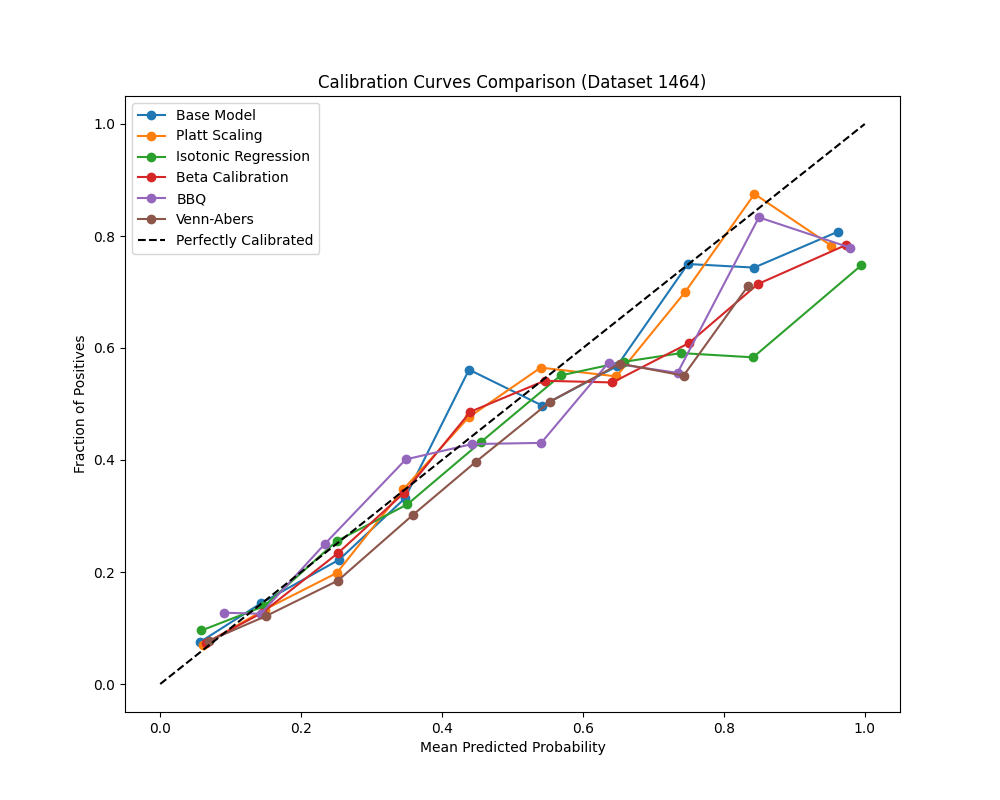 Calibration Curves Comparison (Dataset 1464)
Base Model
Platt Scaling
Isotonic Regression
Beta Calibration
BBQ
Venn-Abers
Perfectly Calibrated
Fraction of Positives
1.0
0.8
0.6
0.4
0.2
0.0
0.0 0.2 0.4 0.6 0.8 1.0
Mean Predicted Probability